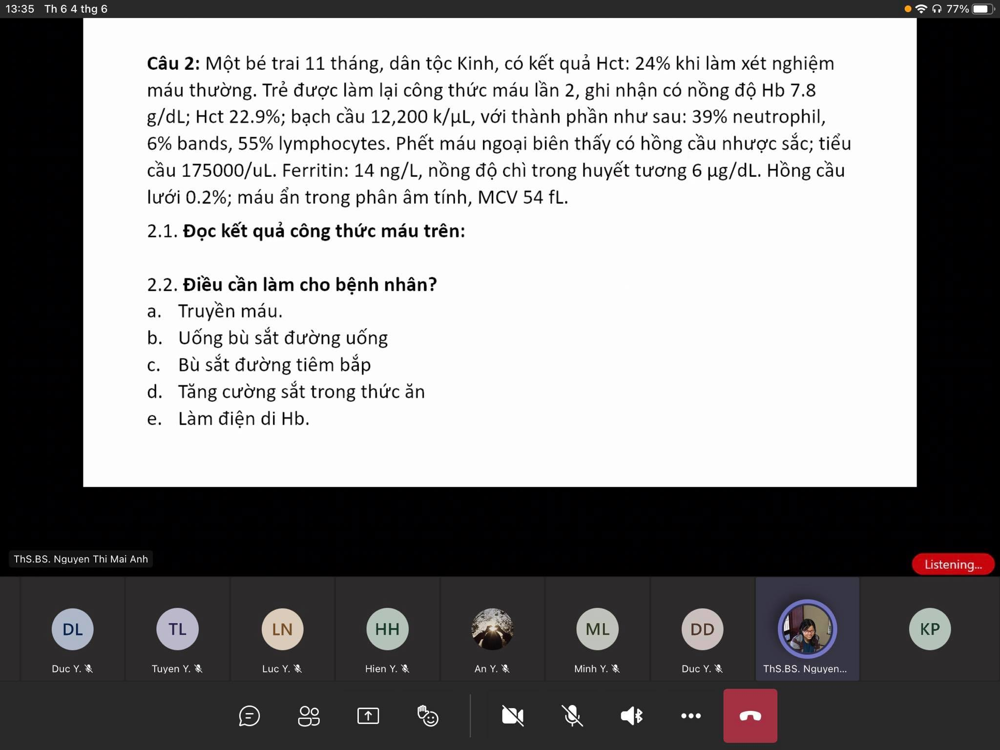 13:35 Th 6 4 thg 6
77%
Câu 2: Một bé trai 11 tháng, dân tộc Kinh, có kết quả Hct: 24% khi làm xét nghiệm
máu thường. Trẻ được làm lại công thức máu lần 2, ghi nhận có nồng độ Hb 7.8
g/dL; Hct 22.9%; bạch cầu 12,200 k/µL, với thành phần như sau: 39% neutrophil,
6% bands, 55% lymphocytes. Phết máu ngoại biên thấy có hồng cầu nhược sắc; tiểu
cầu 175000/uL. Ferritin: 14 ng/L, nồng độ chì trong huyết tương 6 µg/dL. Hồng cầu
lưới 0.2%; máu ẩn trong phân âm tính, MCV 54 fL.
2.1. Đọc kết quả công thức máu trên:
2.2. Điều cần làm cho bệnh nhân?
a. Truyền máu.
b. Uống bù sắt đường uống
c. Bù sắt đường tiêm bắp
d. Tăng cường sắt trong thức ăn
e. Làm điện di Hb.
ThS.BS. Nguyen Thi Mai Anh
Listening...
DL
TL
LN
HH
ML
DD
KP
Duc Y.
Tuyen Y.
Luc Y.
Hien Y.
An Y.
Minh Y.
Duc Y.
ThS.BS. Nguyen...